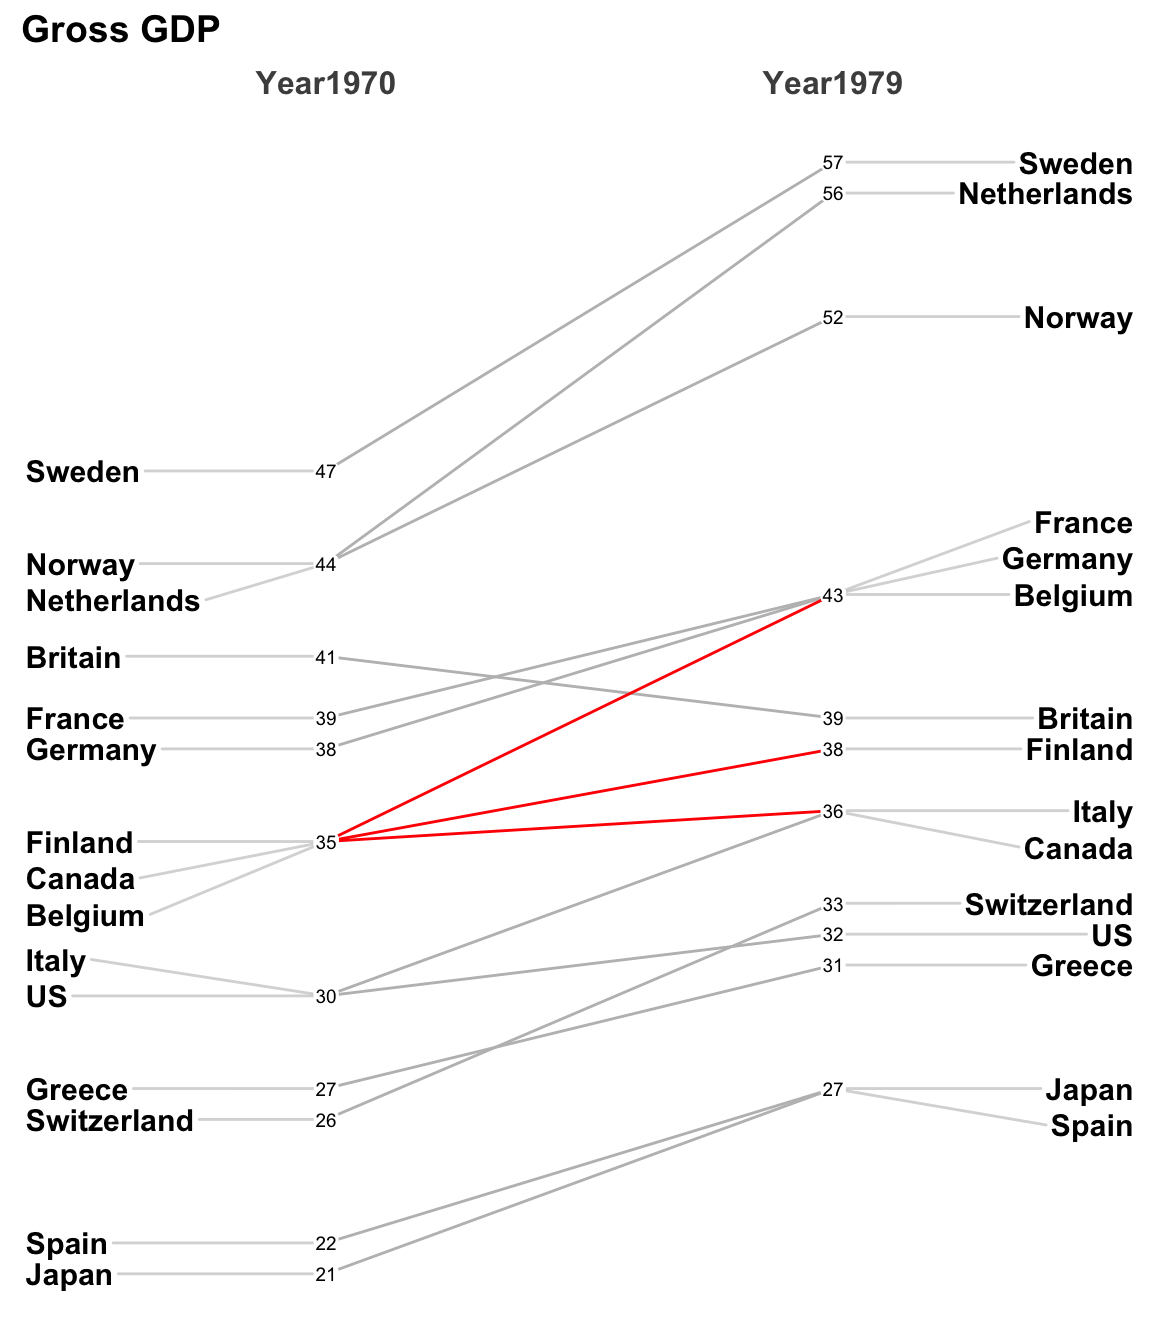 Gross GDP
Year1970 Year1979
57 Sweden
56 Netherlands
52 Norway
Sweden 47
France
Norway 44 Germany
Netherlands 43 Belgium
Britain 41
France 39 39 Britain
Germany 38 38 Finland
36 Italy
Finland 35 Canada
Canada
Belgium 33 Switzerland
32 US
Italy 31 Greece
US 30
Greece 27 27 Japan
Switzerland 26 Spain
Spain 22
Japan 21